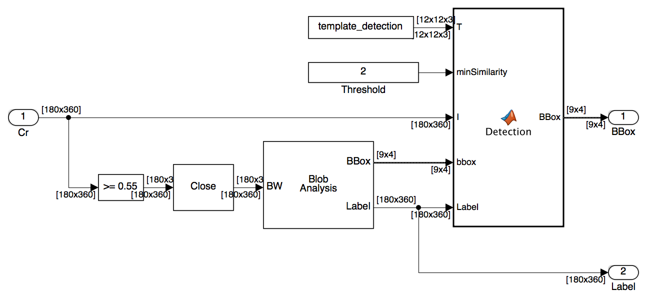 [12x12x3]
template_detection
12x12x3]
T
2
minSimilarity
Threshold
1
[180x360]
I
[180x360]
Cr
BBox
[9x4]
[9x4]
1
BBox
Detection
>= 0.55
[180x360]
[180x3
[180x360]
Close
[180x3
[180x360]
BW
Blob
Analysis
BBox
[9x4]
[9x4]
bbox
Label
[180x360]
[180x360]
Label
2
[180x360]
Label